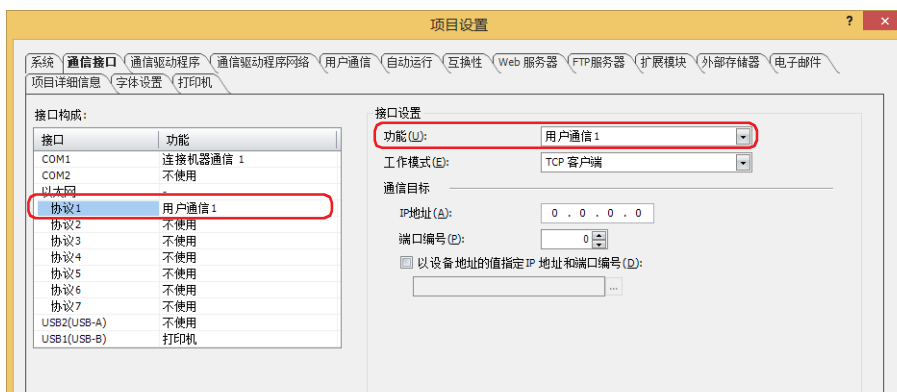 项目设置
? ×
系统 通信接口 通信驱动程序 通信驱动程序网络 用户通信 自动运行 互换性 Web 服务器 FTP服务器 扩展模块 外部存储器 电子邮件
项目详细信息 字体设置 打印机
接口构成:
接口 功能
COM1 连接机器通信 1
COM2 不使用
以太网 -
协议1 用户通信1
协议2 不使用
协议3 不使用
协议4 不使用
协议5 不使用
协议6 不使用
协议7 不使用
USB2(USB-A) 不使用
USB1(USB-B) 打印机
接口设置
功能(U): 用户通信1
工作模式(E): TCP 客户端
通信目标
IP地址(A): 0 . 0 . 0 . 0
端口编号(P): 0
以设备地址的值指定IP 地址和端口编号(D):
...